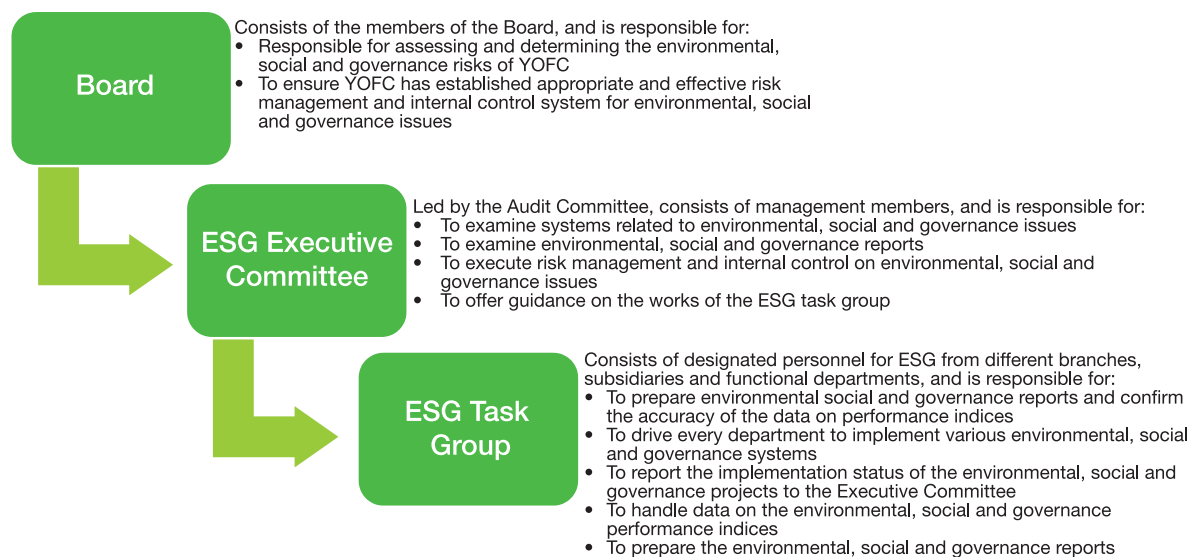 Board
Consists of the members of the Board, and is responsible for:
• Responsible for assessing and determining the environmental,
social and governance risks of YOFC
• To ensure YOFC has established appropriate and effective risk
management and internal control system for environmental, social
and governance issues
ESG Executive
Committee
Led by the Audit Committee, consists of management members, and is responsible for:
• To examine systems related to environmental, social and governance issues
• To examine environmental, social and governance reports
• To execute risk management and internal control on environmental, social and
governance issues
• To offer guidance on the works of the ESG task group
ESG Task
Group
Consists of designated personnel for ESG from different branches,
subsidiaries and functional departments, and is responsible for:
• To prepare environmental social and governance reports and confirm
the accuracy of the data on performance indices
• To drive every department to implement various environmental, social
and governance systems
• To report the implementation status of the environmental, social and
governance projects to the Executive Committee
• To handle data on the environmental, social and governance
performance indices
• To prepare the environmental, social and governance reports